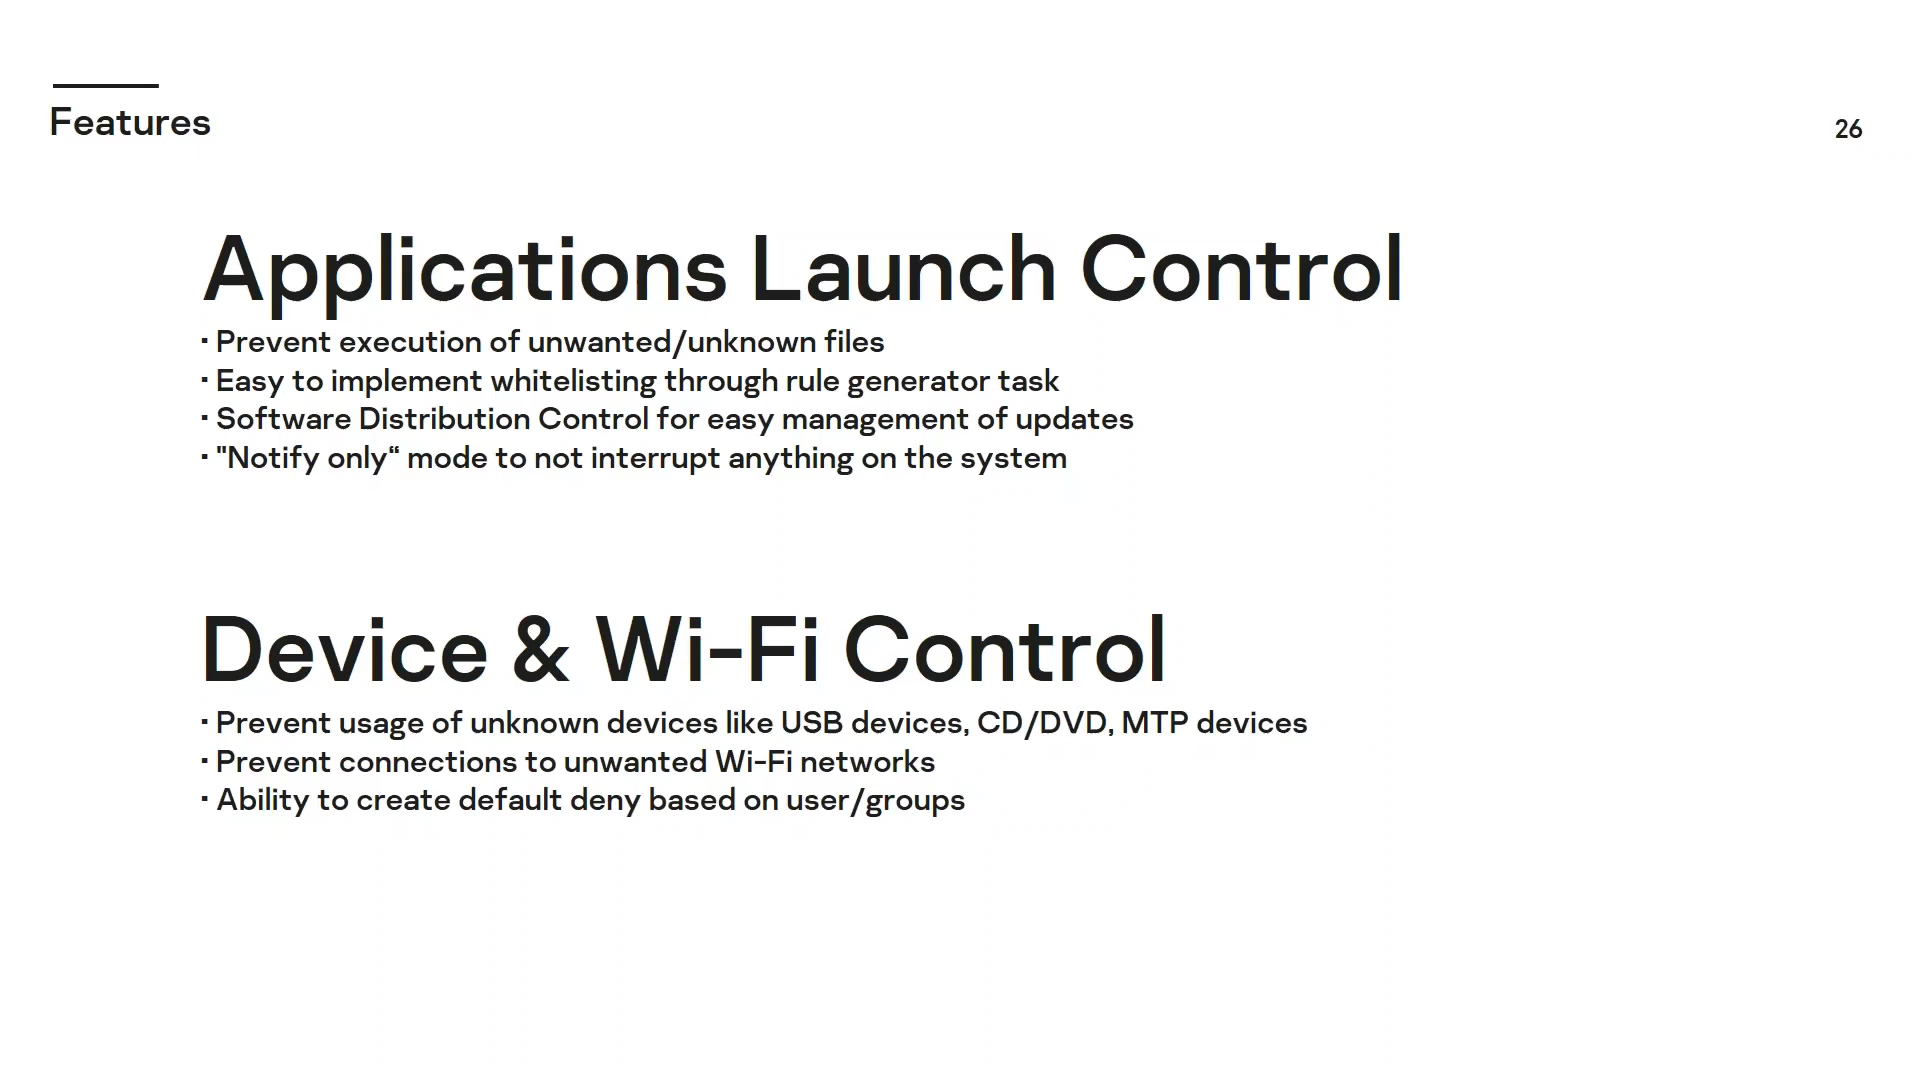 Features
26
Applications Launch Control
· Prevent execution of unwanted/unknown files
· Easy to implement whitelisting through rule generator task
· Software Distribution Control for easy management of updates
· "Notify only“ mode to not interrupt anything on the system
Device & Wi-Fi Control
· Prevent usage of unknown devices like USB devices, CD/DVD, MTP devices
· Prevent connections to unwanted Wi-Fi networks
· Ability to create default deny based on user/groups